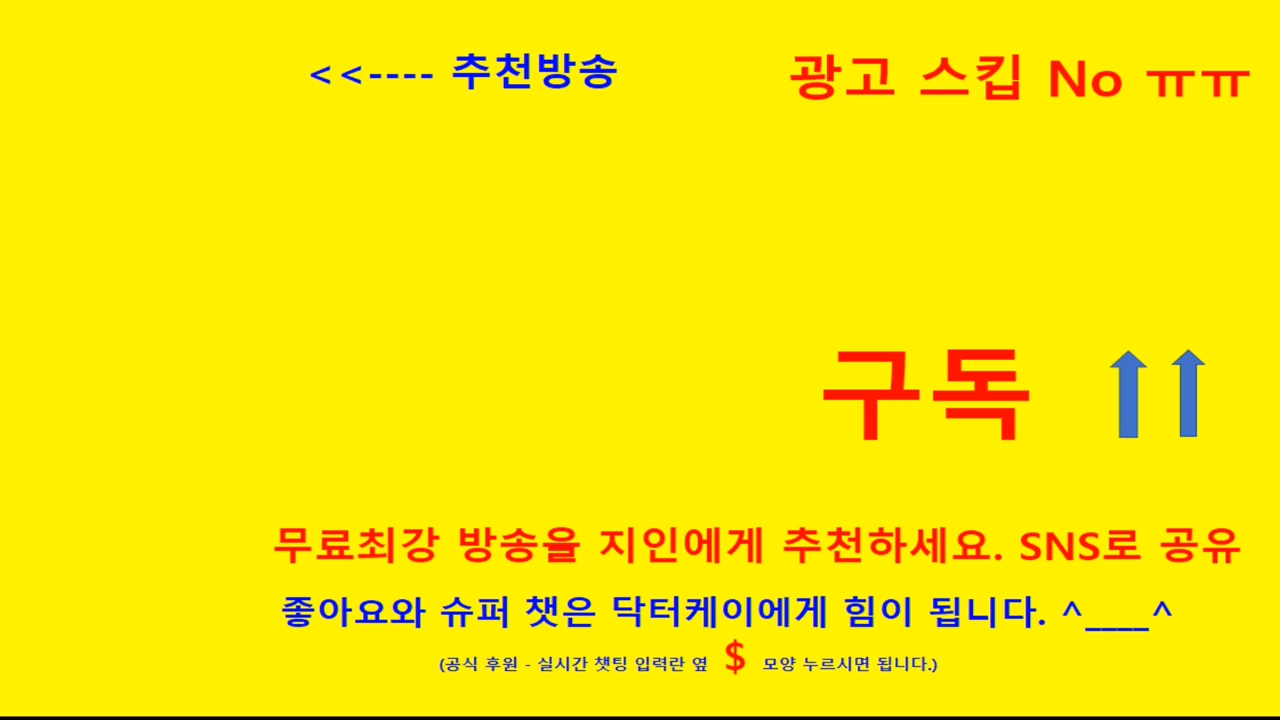 <<---- 추천방송
광고 스킵 No ㅠㅠ
구독
무료최강 방송을 지인에게 추천하세요. SNS로 공유
좋아요와 슈퍼 챗은 닥터케이에게 힘이 됩니다. ^____^
(공식 후원 - 실시간 챗팅 입력란 옆 $ 모양 누르시면 됩니다.)